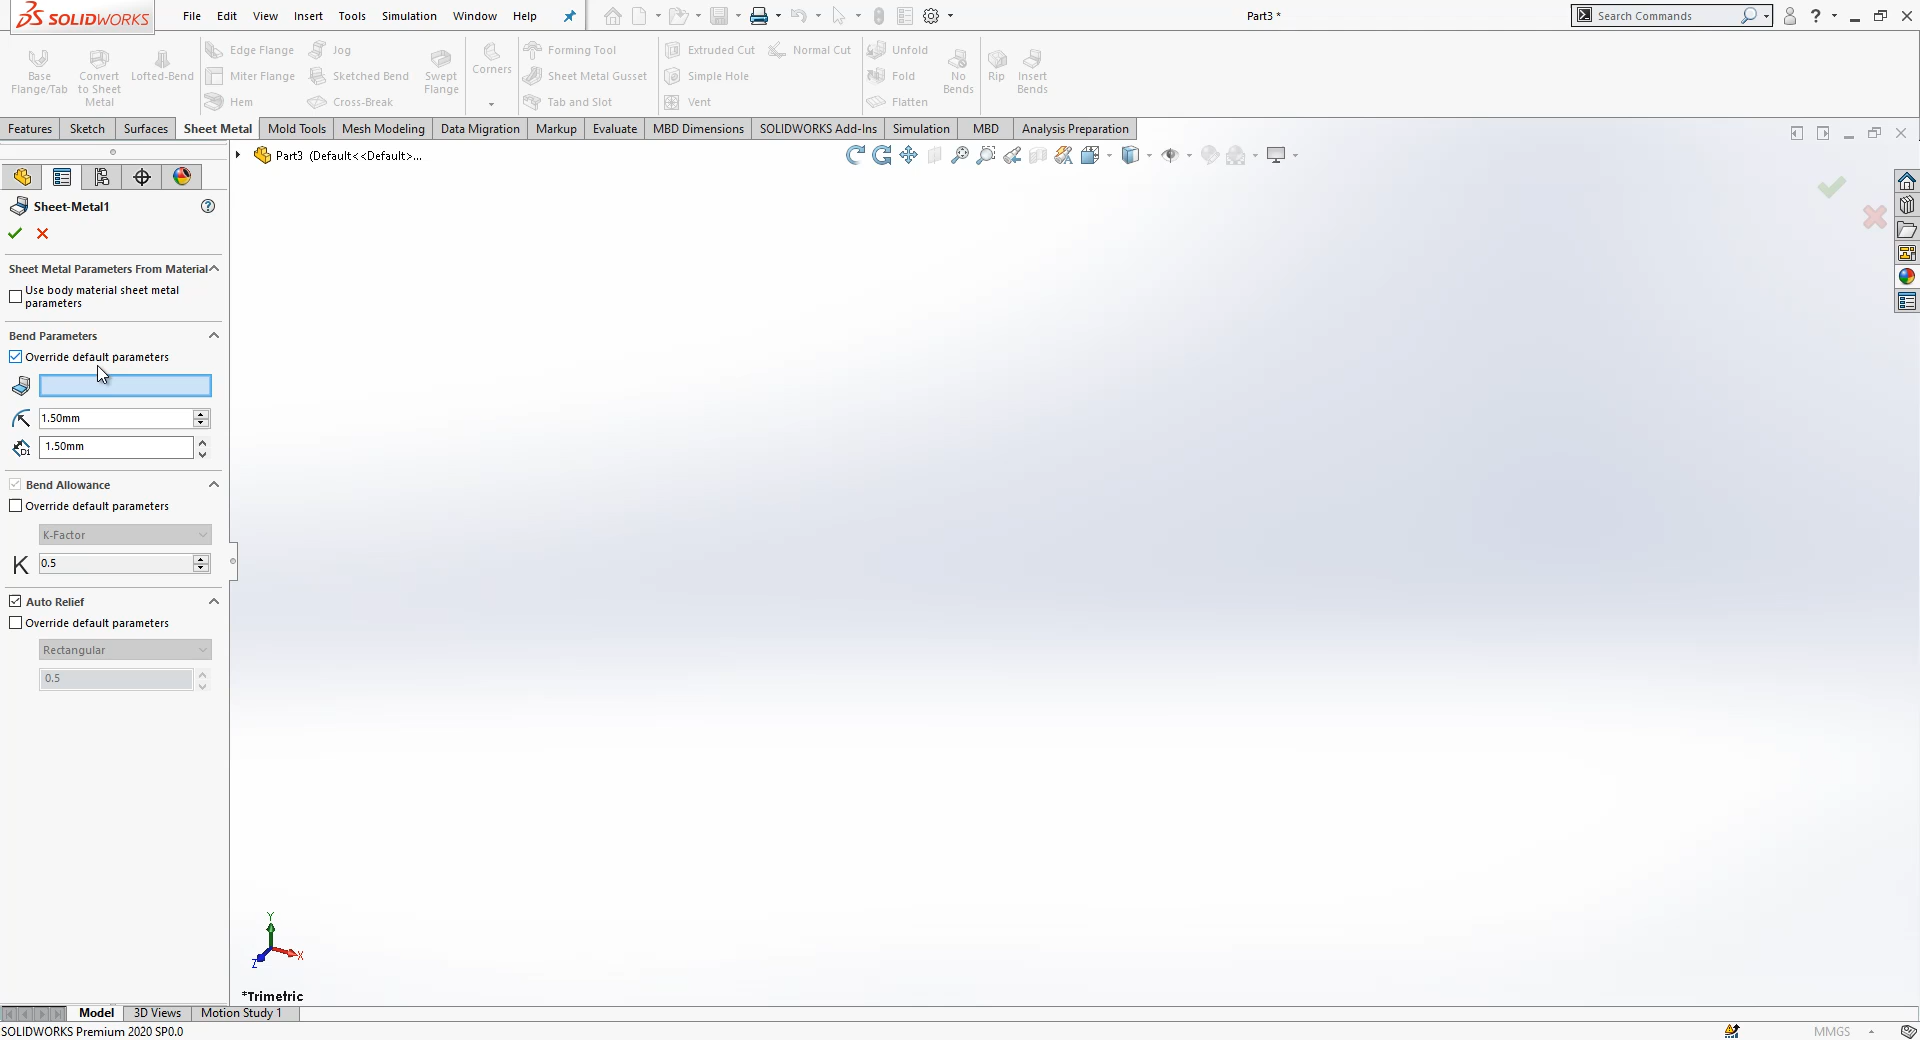 SOLIDWORKS File Edit View Insert Tools Simulation Window Help Part3 * Search Commands
Base Flange/Tab
Convert to Sheet Metal
Lofted-Bend
Edge Flange
Miter Flange
Hem
Jog
Sketched Bend
Cross-Break
Swept Flange
Corners
Forming Tool
Sheet Metal Gusset
Tab and Slot
Extruded Cut
Simple Hole
Vent
Normal Cut
Unfold
Fold
Flatten
No Bends
Rip
Insert Bends
Features Sketch Surfaces Sheet Metal Mold Tools Mesh Modeling Data Migration Markup Evaluate MBD Dimensions SOLIDWORKS Add-Ins Simulation MBD Analysis Preparation
Part3 (Default<<Default>...
Sheet-Metal1
Sheet Metal Parameters From Material
Use body material sheet metal
parameters
Bend Parameters
Override default parameters
1.50mm
D1 1.50mm
Bend Allowance
Override default parameters
K-Factor
K 0.5
Auto Relief
Override default parameters
Rectangular
0.5
Y
X
Z
*Trimetric
Model 3D Views Motion Study 1
SOLIDWORKS Premium 2020 SP0.0 MMGS